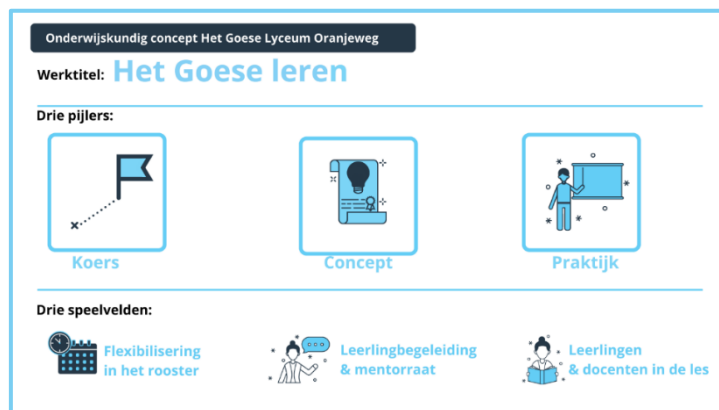 Onderwijskundig concept Het Goese Lyceum Oranjeweg
Werktitel: Het Goese leren
Drie pijlers:
Koers
Concept
Praktijk
Drie speelvelden:
Flexibilisering
in het rooster
Leerlingbegeleiding
& mentorraat
Leerlingen
& docenten in de les